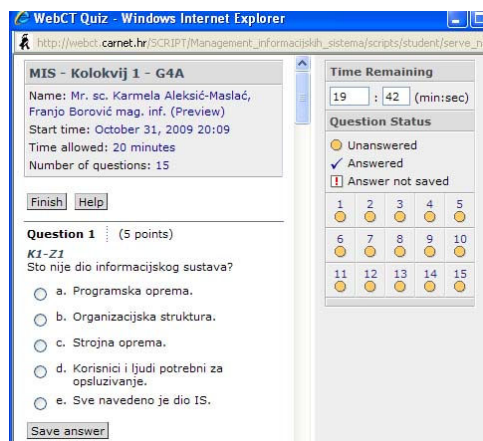 WebCT Quiz - Windows Internet Explorer
http://webct.carnet.hr/SCRIPT/Management_informacijskih_sistema/scripts/student/serve_
MIS - Kolokvij 1 - G4A
Name: Mr. sc. Karmela Aleksić-Maslać,
Franjo Borović mag. inf. (Preview)
Start time: October 31, 2009 20:09
Time allowed: 20 minutes
Number of questions: 15
Finish Help
Question 1 (5 points)
K1-Z1
Sto nije dio informacijskog sustava?
a. Programska oprema.
b. Organizacijska struktura.
c. Strojna oprema.
d. Korisnici i ljudi potrebni za
opsluzivanje.
e. Sve navedeno je dio IS.
Save answer
Time Remaining
19 : 42 (min:sec)
Question Status
Unanswered
Answered
Answer not saved
1 2 3 4 5
6 7 8 9 10
11 12 13 14 15